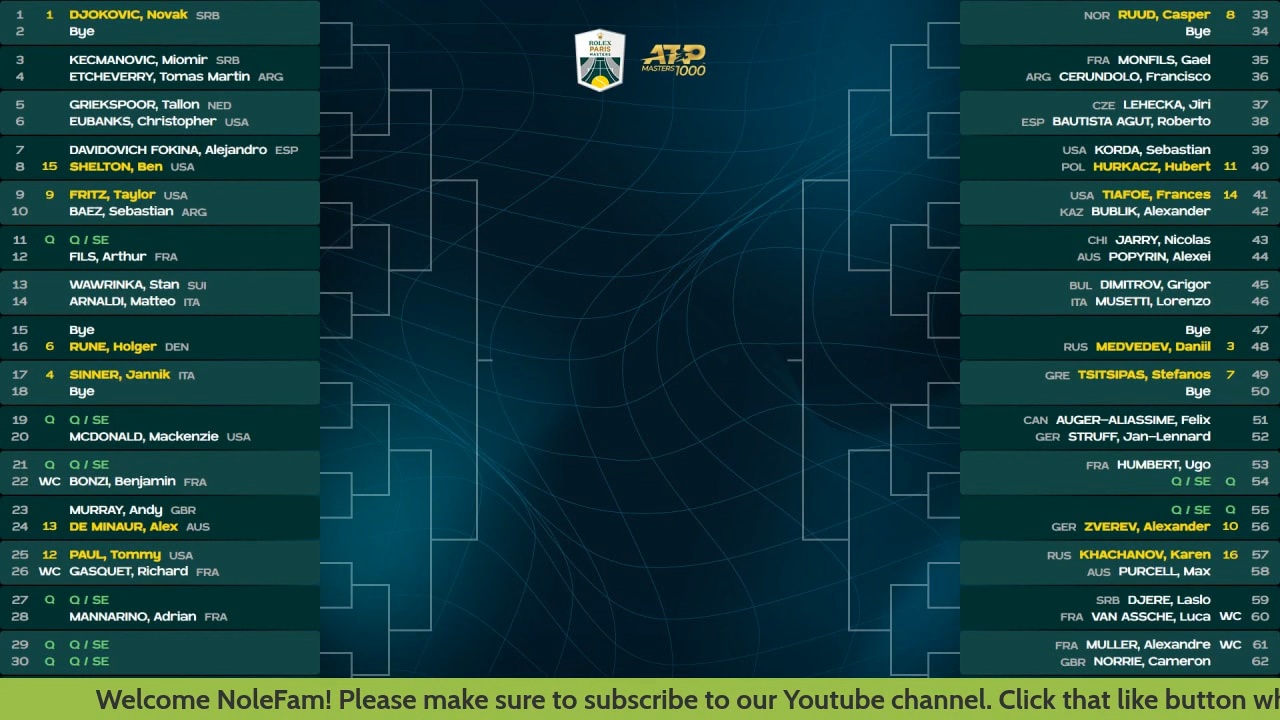 1 1 DJOKOVIC, Novak SRB
2 Bye
3 KECMANOVIC, Miomir SRB
4 ETCHEVERRY, Tomas Martin ARG
5 GRIEKSPOOR, Tallon NED
6 EUBANKS, Christopher USA
7 DAVIDOVICH FOKINA, Alejandro ESP
8 15 SHELTON, Ben USA
9 9 FRITZ, Taylor USA
10 BAEZ, Sebastian ARG
11 Q Q / SE
12 FILS, Arthur FRA
13 WAWRINKA, Stan SUI
14 ARNALDI, Matteo ITA
15 Bye
16 6 RUNE, Holger DEN
17 4 SINNER, Jannik ITA
18 Bye
19 Q Q / SE
20 MCDONALD, Mackenzie USA
21 Q Q / SE
22 WC BONZI, Benjamin FRA
23 MURRAY, Andy GBR
24 13 DE MINAUR, Alex AUS
25 12 PAUL, Tommy USA
26 WC GASQUET, Richard FRA
27 Q Q / SE
28 MANNARINO, Adrian FRA
29 Q Q / SE
30 Q Q / SE
ROLEX
PARIS
MASTERS
ATP
MASTERS 1000
NOR RUUD, Casper 8 33
Bye 34
FRA MONFILS, Gael 35
ARG CERUNDOLO, Francisco 36
CZE LEHECKA, Jiri 37
ESP BAUTISTA AGUT, Roberto 38
USA KORDA, Sebastian 39
POL HURKACZ, Hubert 11 40
USA TIAFOE, Frances 14 41
KAZ BUBLIK, Alexander 42
CHI JARRY, Nicolas 43
AUS POPYRIN, Alexei 44
BUL DIMITROV, Grigor 45
ITA MUSETTI, Lorenzo 46
Bye 47
RUS MEDVEDEV, Daniil 3 48
GRE TSITSIPAS, Stefanos 7 49
Bye 50
CAN AUGER-ALIASSIME, Felix 51
GER STRUFF, Jan-Lennard 52
FRA HUMBERT, Ugo 53
Q / SE Q 54
Q / SE Q 55
GER ZVEREV, Alexander 10 56
RUS KHACHANOV, Karen 16 57
AUS PURCELL, Max 58
SRB DJERE, Laslo 59
FRA VAN ASSCHE, Luca WC 60
FRA MULLER, Alexandre WC 61
GBR NORRIE, Cameron 62
Welcome NoleFam! Please make sure to subscribe to our Youtube channel. Click that like button wh